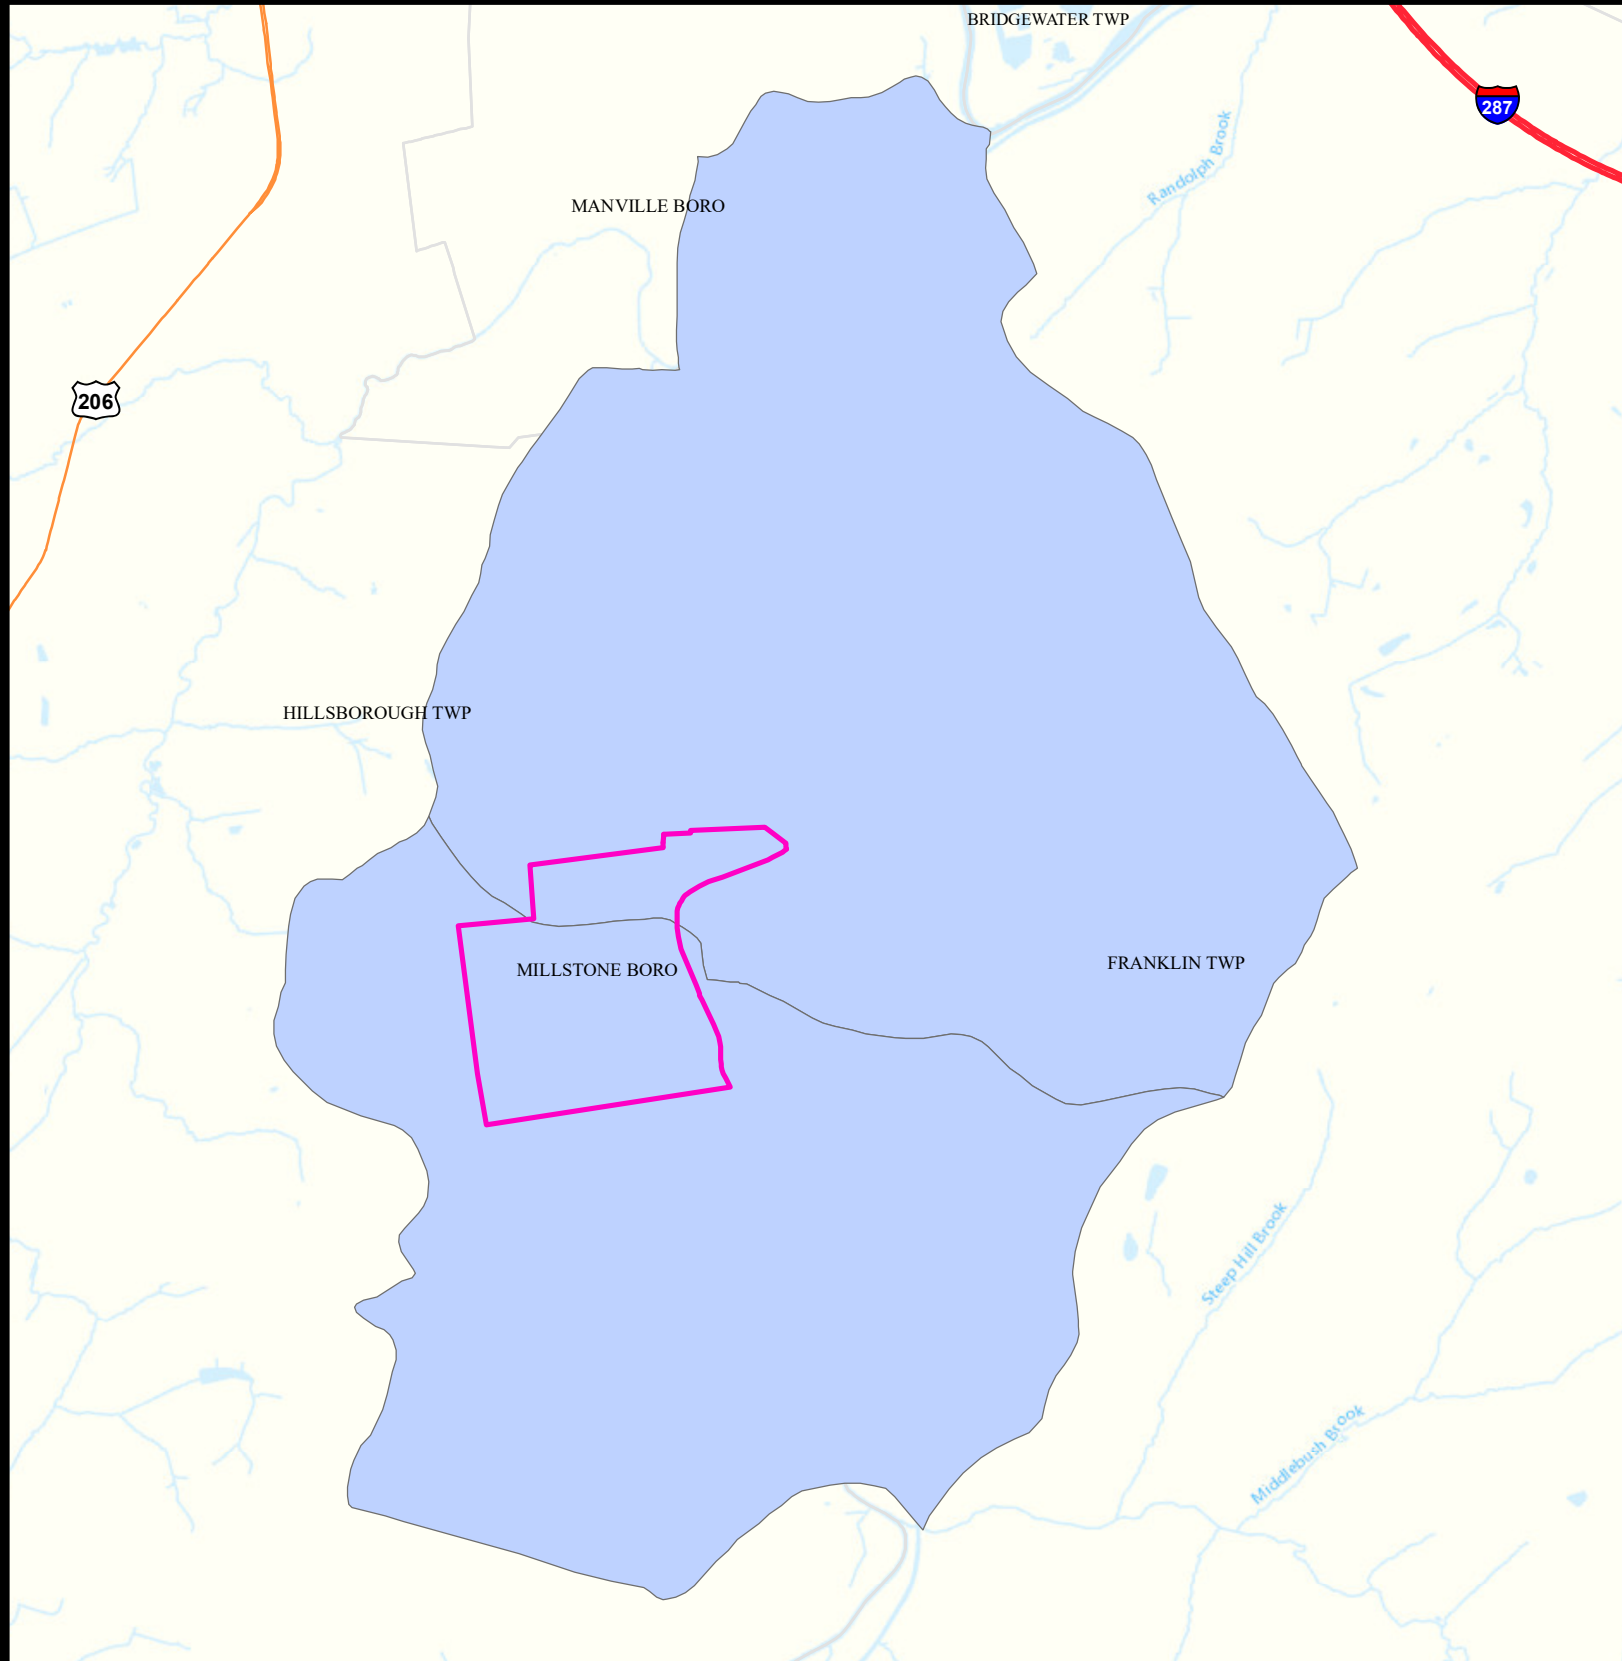 BRIDGEWATER TWP
287
Randolph Brook
MANVILLE BORO
206
HILLSBOROUGH TWP
MILLSTONE BORO
FRANKLIN TWP
Steep Hill Brook
Middlebush Brook